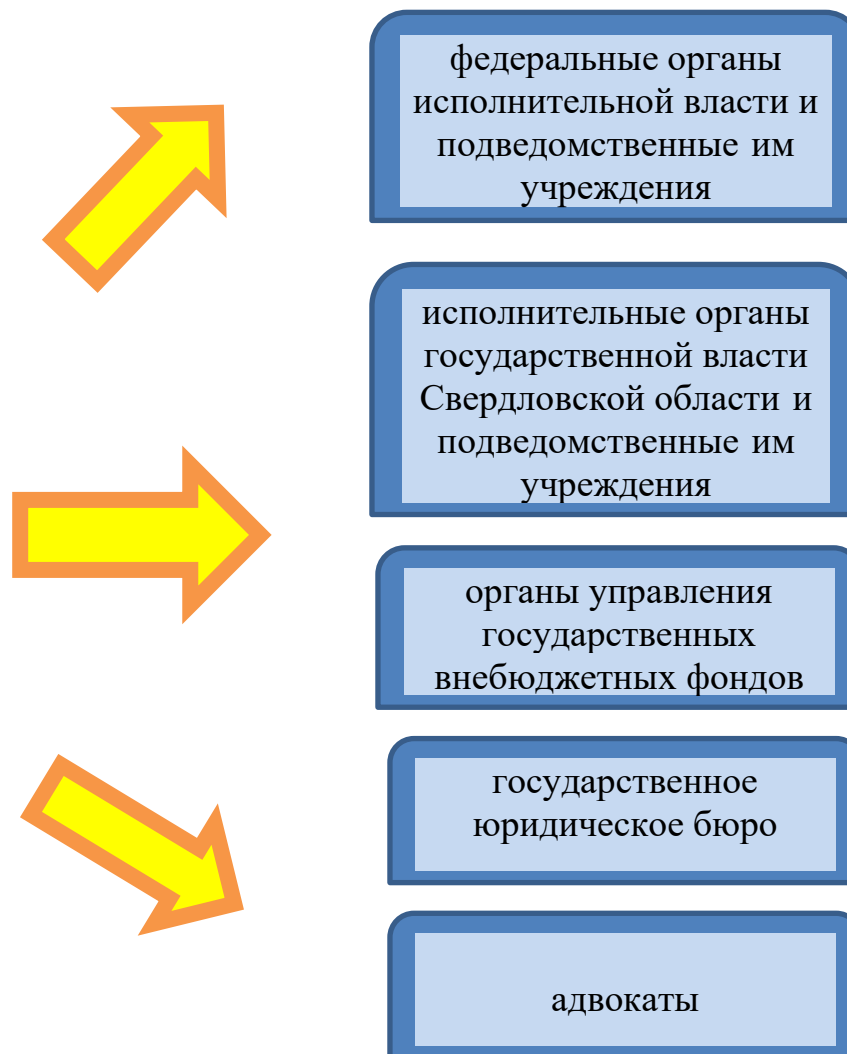 федеральные органы
исполнительной власти и
подведомственные им
учреждения
исполнительные органы
государственной власти
Свердловской области и
подведомственные им
учреждения
органы управления
государственных
внебюджетных фондов
государственное
юридическое бюро
адвокаты